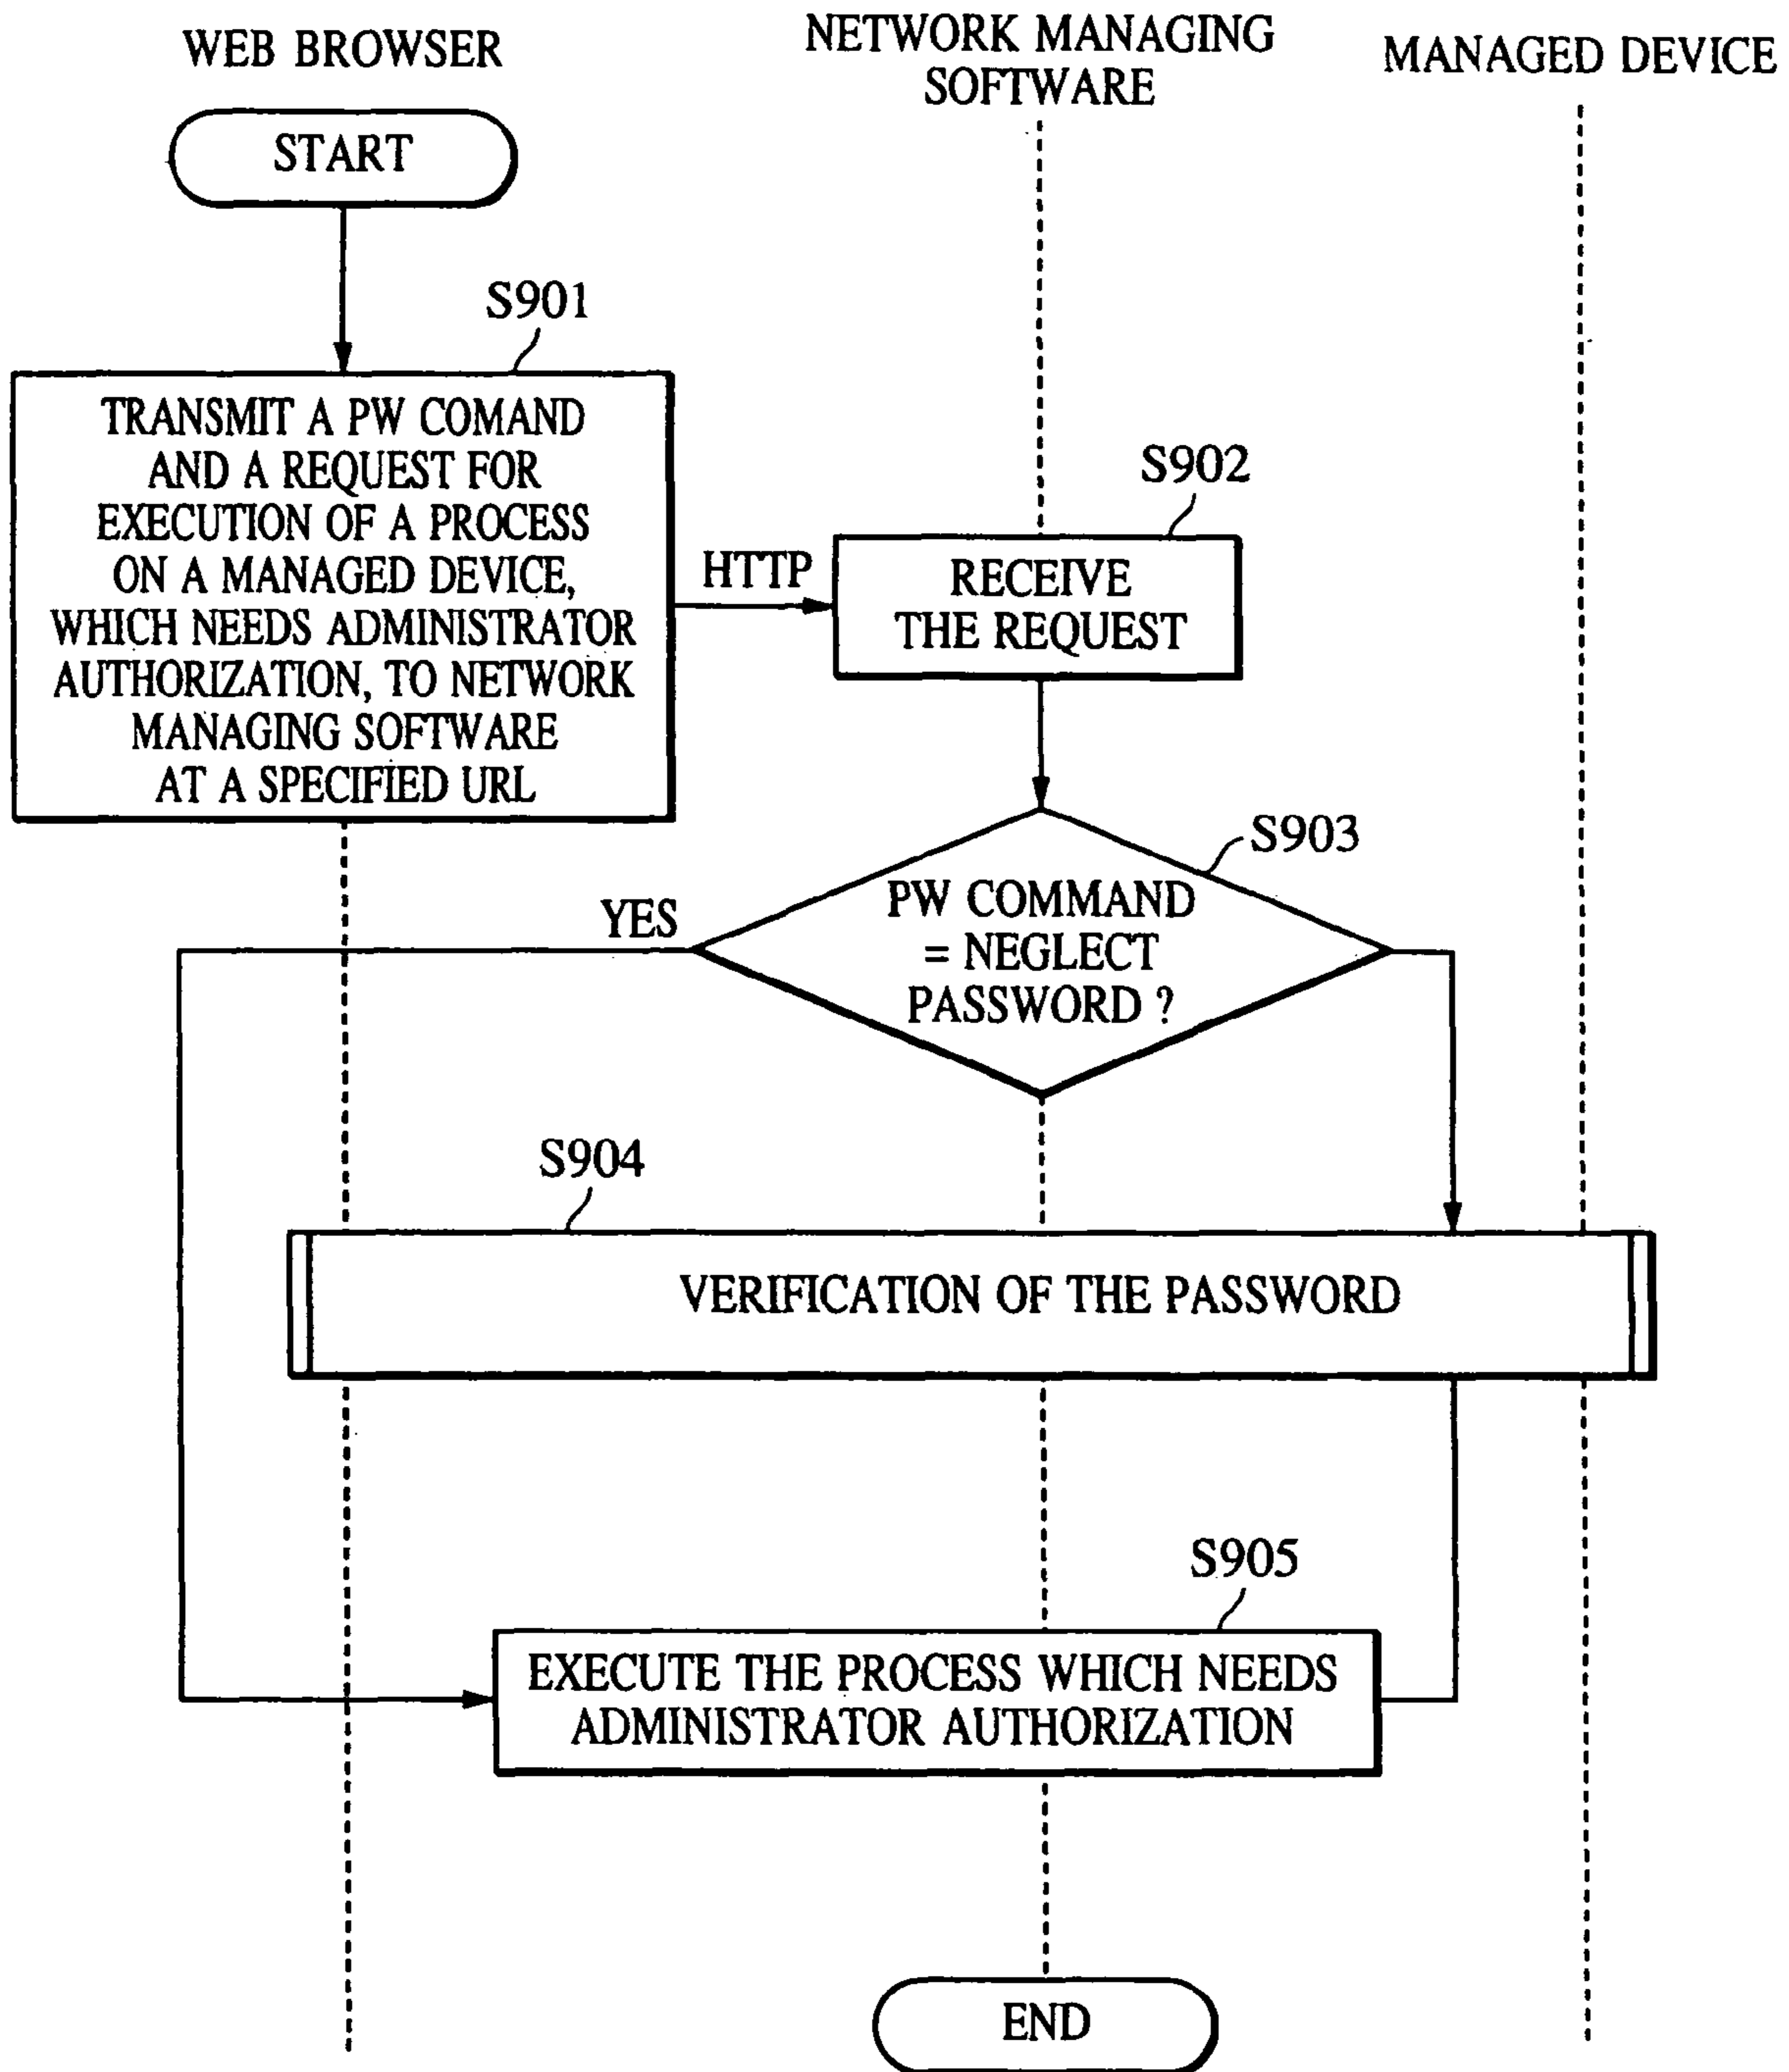 WEB BROWSER
NETWORK MANAGING
SOFTWARE
MANAGED DEVICE
START
S901
TRANSMIT A PW COMAND
AND A REQUEST FOR
EXECUTION OF A PROCESS
ON A MANAGED DEVICE,
WHICH NEEDS ADMINISTRATOR
AUTHORIZATION, TO NETWORK
MANAGING SOFTWARE
AT A SPECIFIED URL
HTTP
S902
RECEIVE
THE REQUEST
S903
PW COMMAND
= NEGLECT
PASSWORD ?
YES
S904
VERIFICATION OF THE PASSWORD
S905
EXECUTE THE PROCESS WHICH NEEDS
ADMINISTRATOR AUTHORIZATION
END